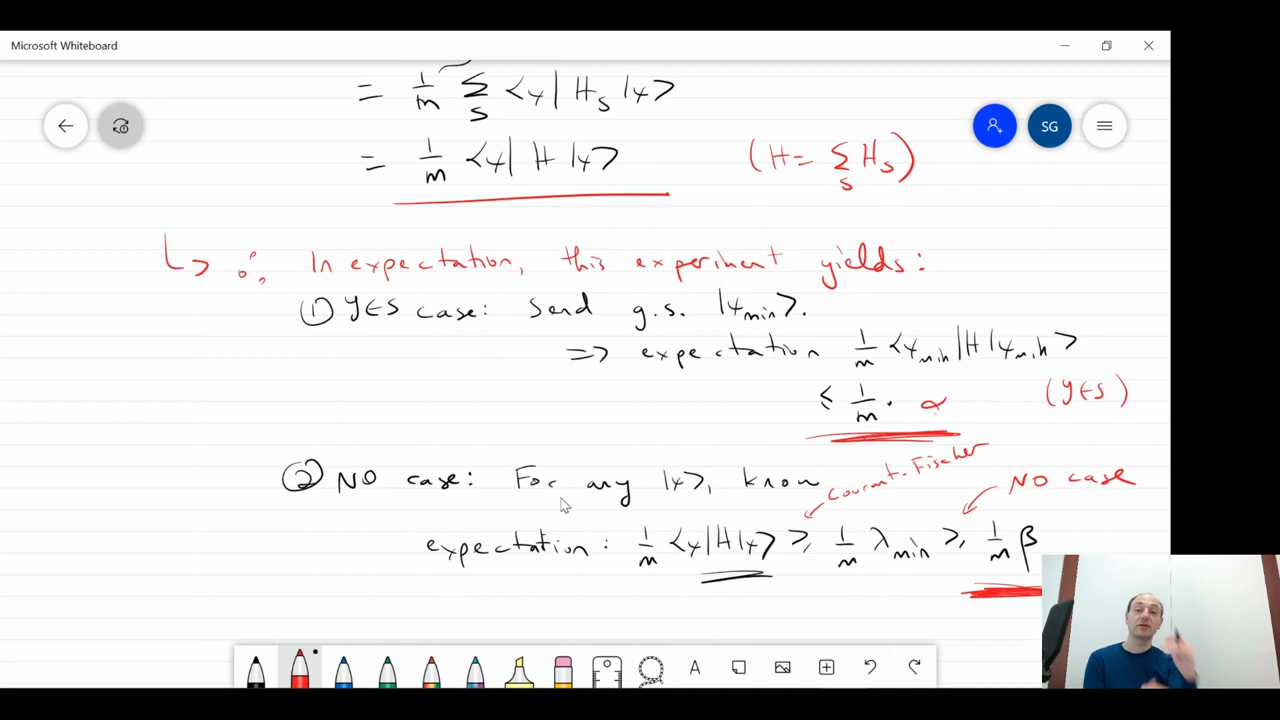 Microsoft Whiteboard
= 1/m Σ_S <ψ| H_S |ψ>
SG
= 1/m <ψ| H |ψ> (H = Σ_S H_S)
↳ ∴ In expectation, this experiment yields:
① YES case: Send g.s. |ψ_min>.
=> expectation 1/m <ψ_min|H|ψ_min>
≤ 1/m · α (YES)
Courant-Fischer
② NO case: For any |ψ>, know NO case
expectation: 1/m <ψ|H|ψ> ≥ 1/m λ_min ≥ 1/m β
A